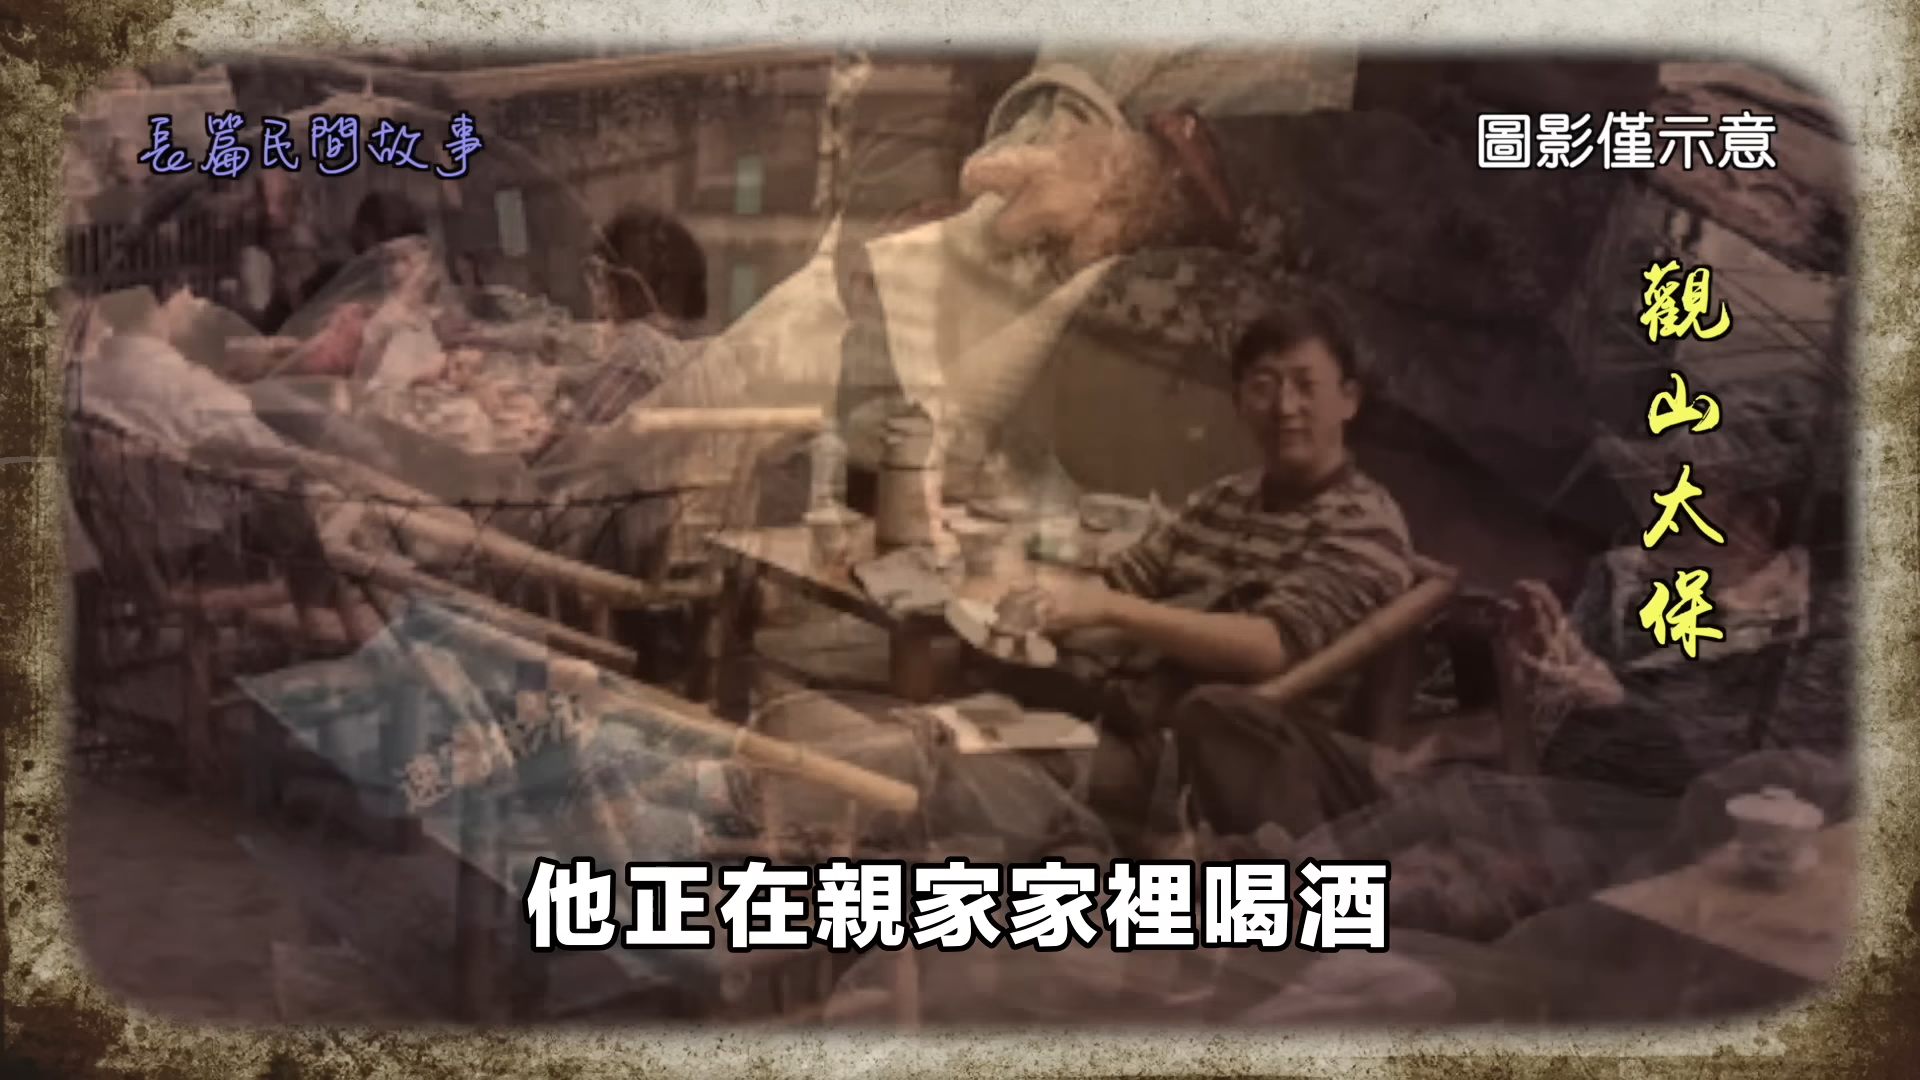 長篇民間故事
圖影僅示意
觀山太保
他正在親家家裡喝酒